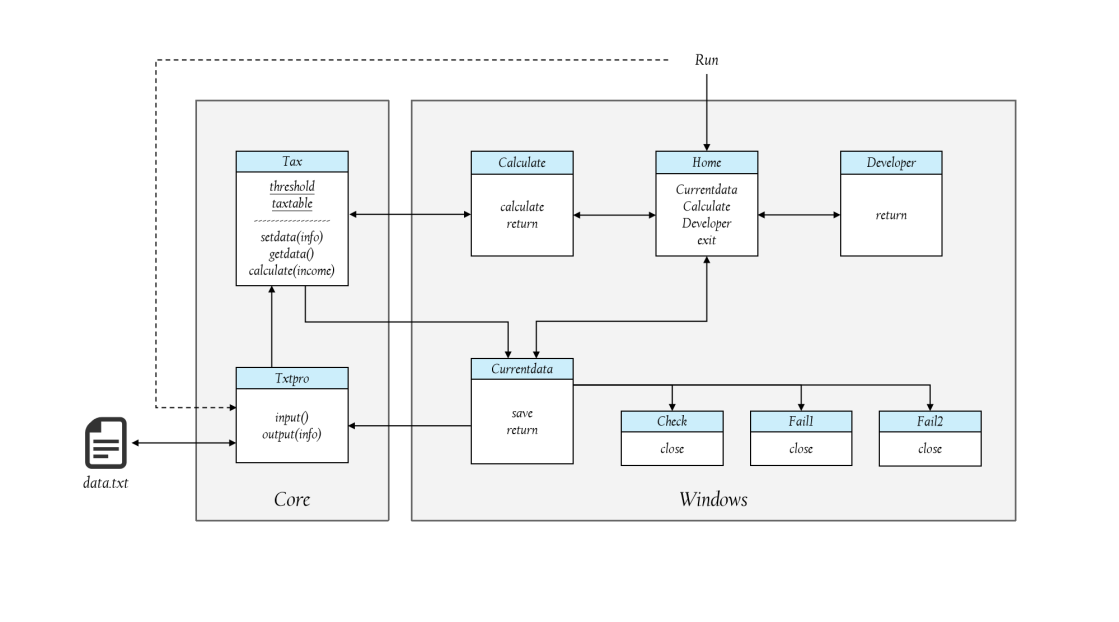 Run
Tax
threshold
taxtable
setdata(info)
getdata()
calculate(income)
Calculate
calculate
return
Home
Currentdata
Calculate
Developer
exit
Developer
return
Txtpro
input()
output(info)
Currentdata
save
return
Check
close
Fail1
close
Fail2
close
data.txt
Core
Windows